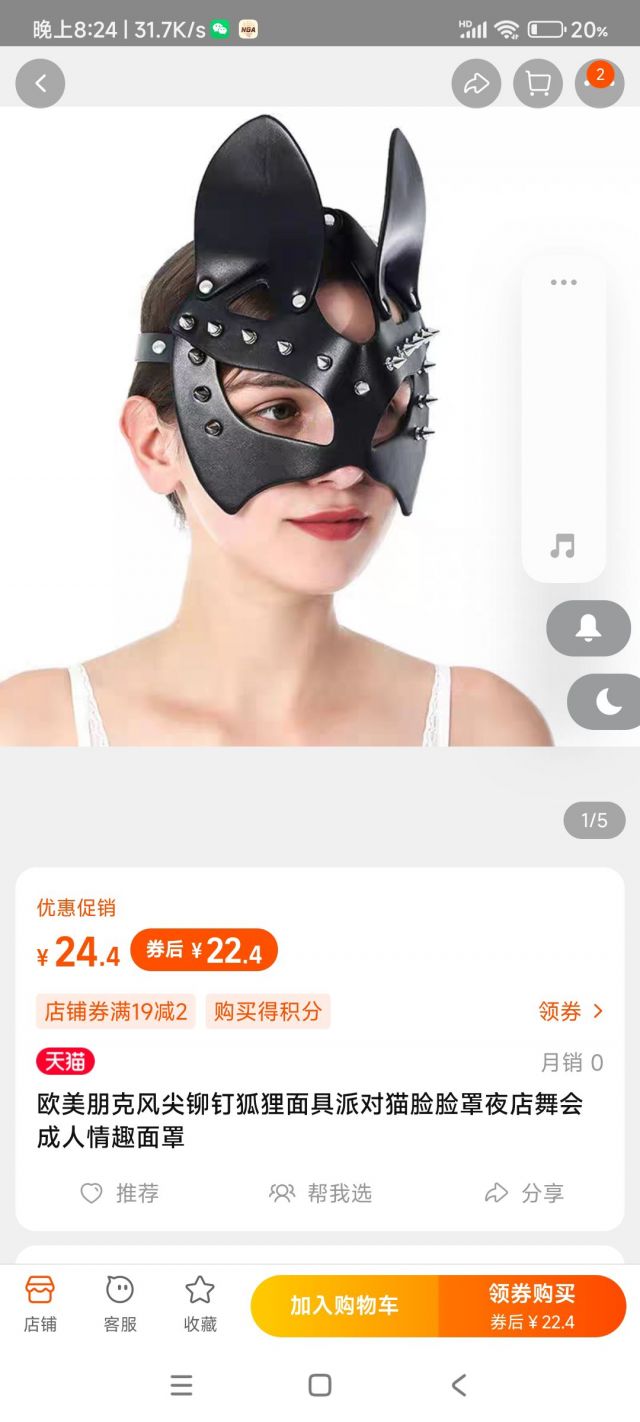 晚上8:24 | 31.7K/s
NGA
HD
20%
2
1/5
优惠促销
¥24.4 券后 ¥22.4
店铺券满19减2 购买得积分 领券
天猫 月销 0
欧美朋克风尖铆钉狐狸面具派对猫脸脸罩夜店舞会
成人情趣面罩
推荐 帮我选 分享
店铺 客服 收藏
加入购物车
领券购买
券后¥22.4